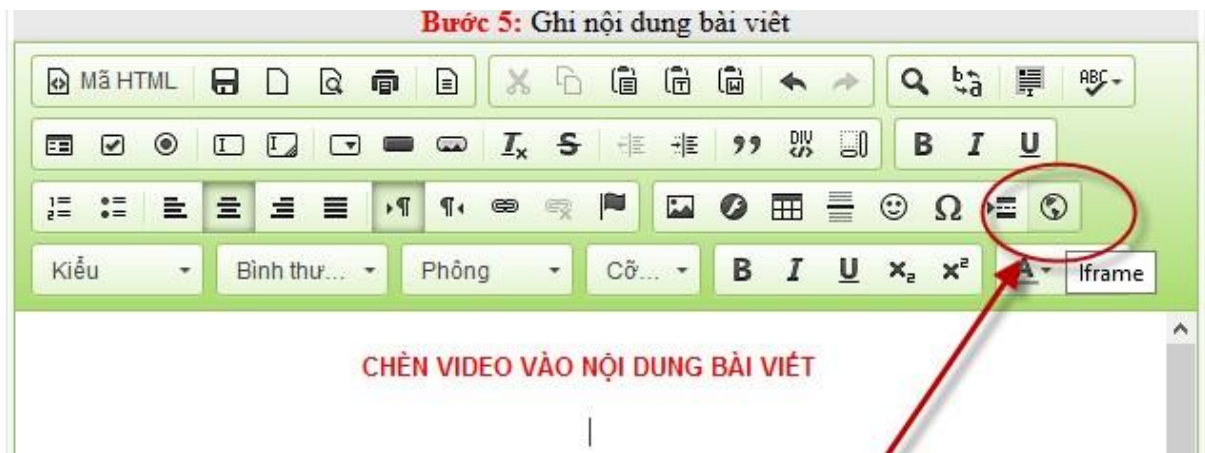 Bước 5: Ghi nội dung bài viết
Mã HTML ABC
DIV B I U
Kiểu Bình thư... Phông Cỡ... B I U x₂ x² A Iframe
CHÈN VIDEO VÀO NỘI DUNG BÀI VIẾT